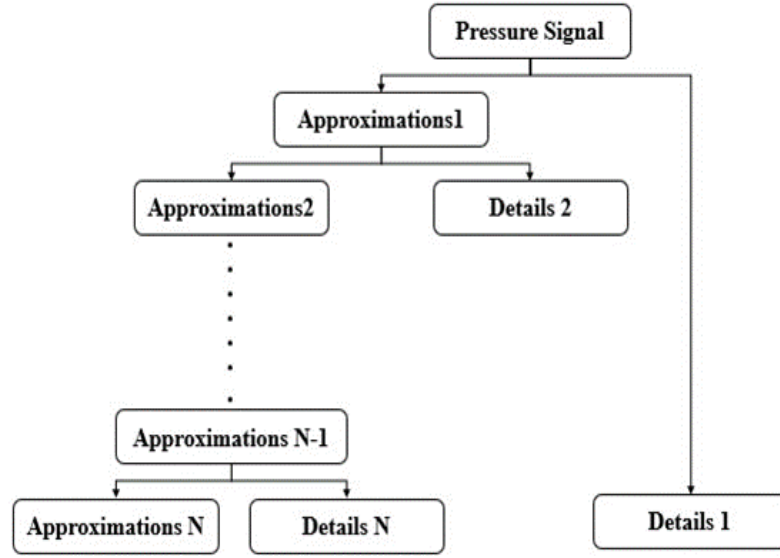 Pressure Signal
Approximations1
Approximations2
Details 2
Approximations N-1
Approximations N
Details N
Details 1